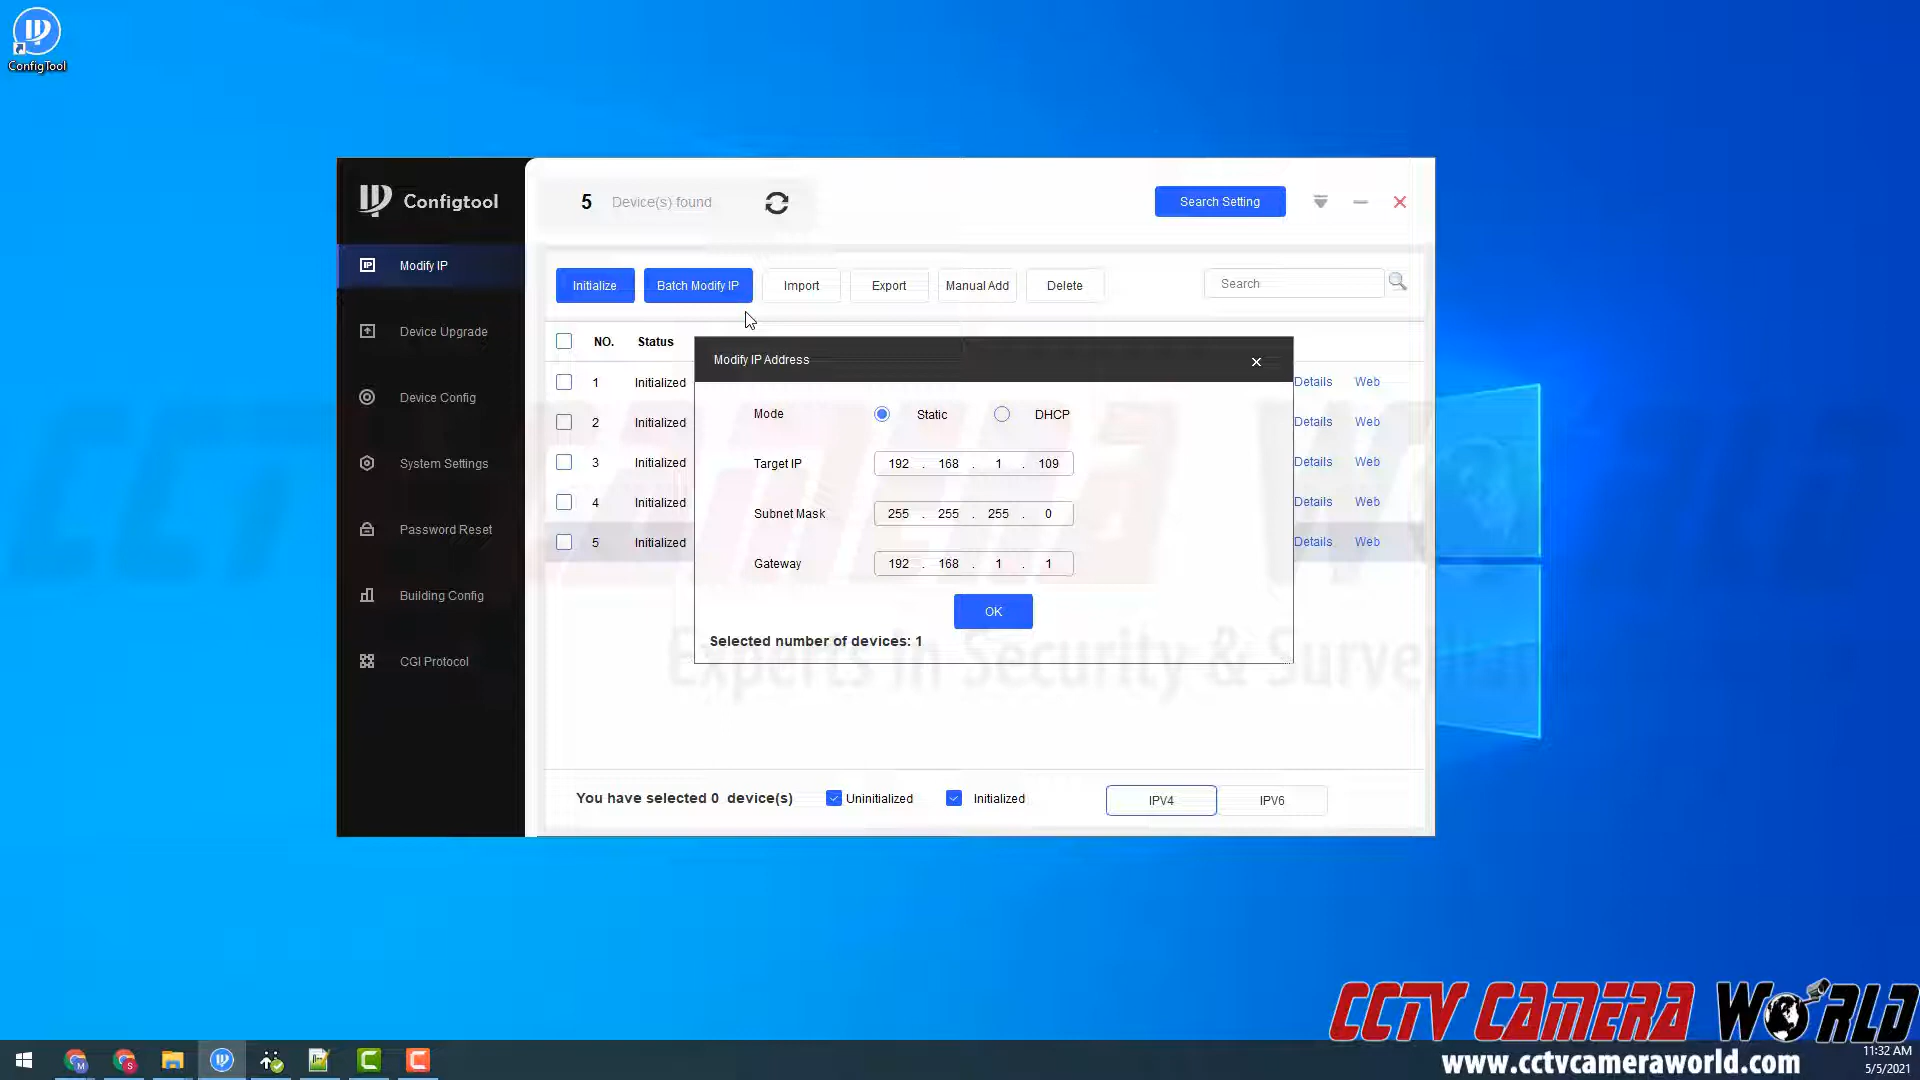 ConfigTool
Configtool
5 Device(s) found
Search Setting
Modify IP
Device Upgrade
Device Config
System Settings
Password Reset
Building Config
CGI Protocol
Initialize
Batch Modify IP
Import
Export
Manual Add
Delete
Search
NO. Status
1 Initialized Details Web
2 Initialized Details Web
3 Initialized Details Web
4 Initialized Details Web
5 Initialized Details Web
Modify IP Address
Mode Static DHCP
Target IP 192 . 168 . 1 . 109
Subnet Mask 255 . 255 . 255 . 0
Gateway 192 . 168 . 1 . 1
OK
Selected number of devices: 1
Experts in Security & Surveil
You have selected 0 device(s)
Uninitialized
Initialized
IPV4
IPV6
CCTV CAMERA WORLD
www.cctvcameraworld.com
11:32 AM
5/5/2021